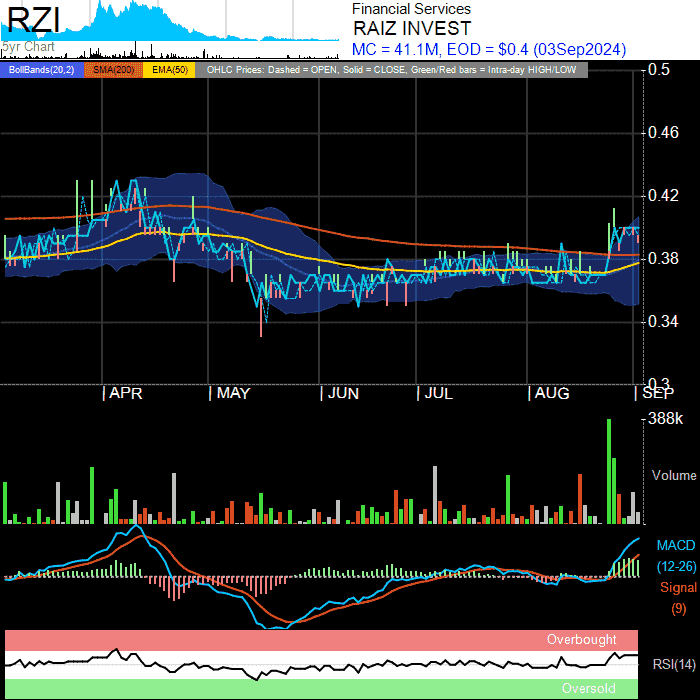 RZI
5yr Chart
Financial Services
RAIZ INVEST
MC = 41.1M, EOD = $0.4 (03Sep2024)
BollBands(20,2) SMA(200) EMA(50) OHLC Prices: Dashed = OPEN, Solid = CLOSE, Green/Red bars = Intra-day HIGH/LOW
0.5
0.46
0.42
0.38
0.34
0.3
APR MAY JUN JUL AUG SEP
388k
Volume
MACD
(12-26)
Signal
(9)
Overbought
RSI(14)
Oversold